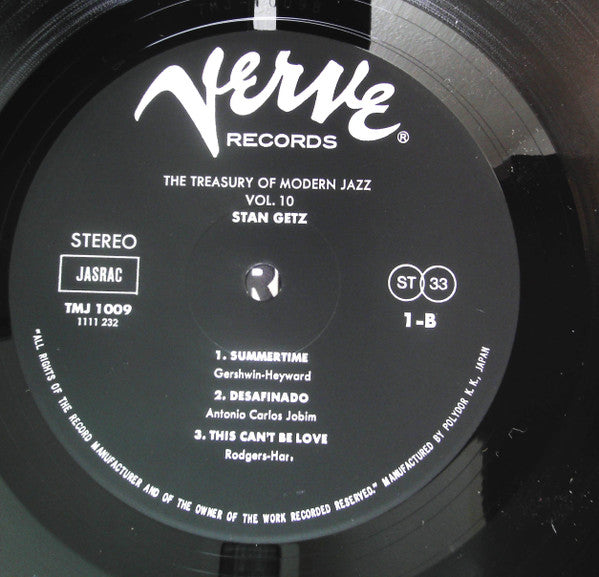 Verve
RECORDS ®
THE TREASURY OF MODERN JAZZ
VOL. 10
STAN GETZ
STEREO
JASRAC
TMJ 1009
1111 232
ST 33
1-B
1. SUMMERTIME
Gershwin-Heyward
2. DESAFINADO
Antonio Carlos Jobim
3. THIS CAN'T BE LOVE
Rodgers-Har
"ALL RIGHTS OF THE RECORD MANUFACTURER AND OF THE OWNER OF THE WORK RECORDED RESERVED." MANUFACTURED BY POLYDOR K. K., JAPAN